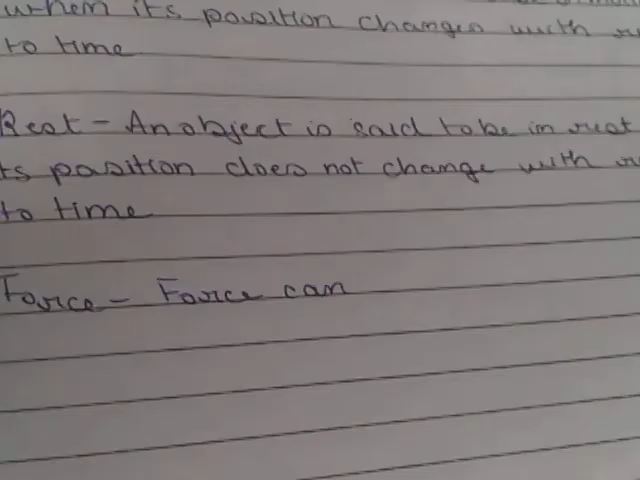 when its position changes with
to time
Rest - An object is said to be in rest
its position does not change with
to time
Force - Force can